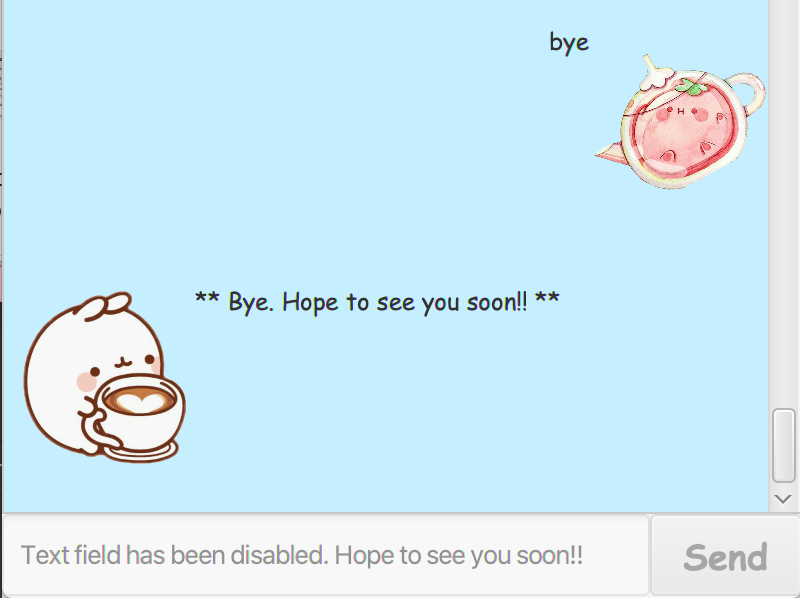 bye
** Bye. Hope to see you soon!! **
Text field has been disabled. Hope to see you soon!!
Send